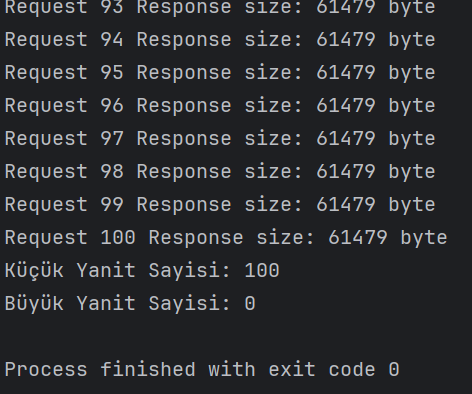 Request 93 Response size: 61479 byte
Request 94 Response size: 61479 byte
Request 95 Response size: 61479 byte
Request 96 Response size: 61479 byte
Request 97 Response size: 61479 byte
Request 98 Response size: 61479 byte
Request 99 Response size: 61479 byte
Request 100 Response size: 61479 byte
Küçük Yanit Sayisi: 100
Büyük Yanit Sayisi: 0
Process finished with exit code 0